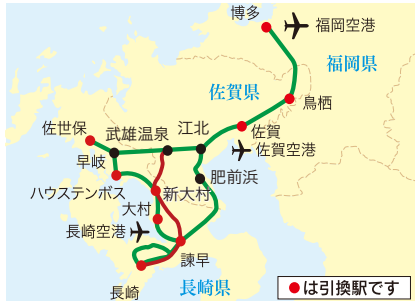 博多
福岡空港
福岡県
佐賀県
鳥栖
佐世保
武雄温泉
江北
佐賀
佐賀空港
早岐
肥前浜
ハウステンボス
新大村
大村
長崎空港
諫早
長崎県
長崎
●は引換駅です